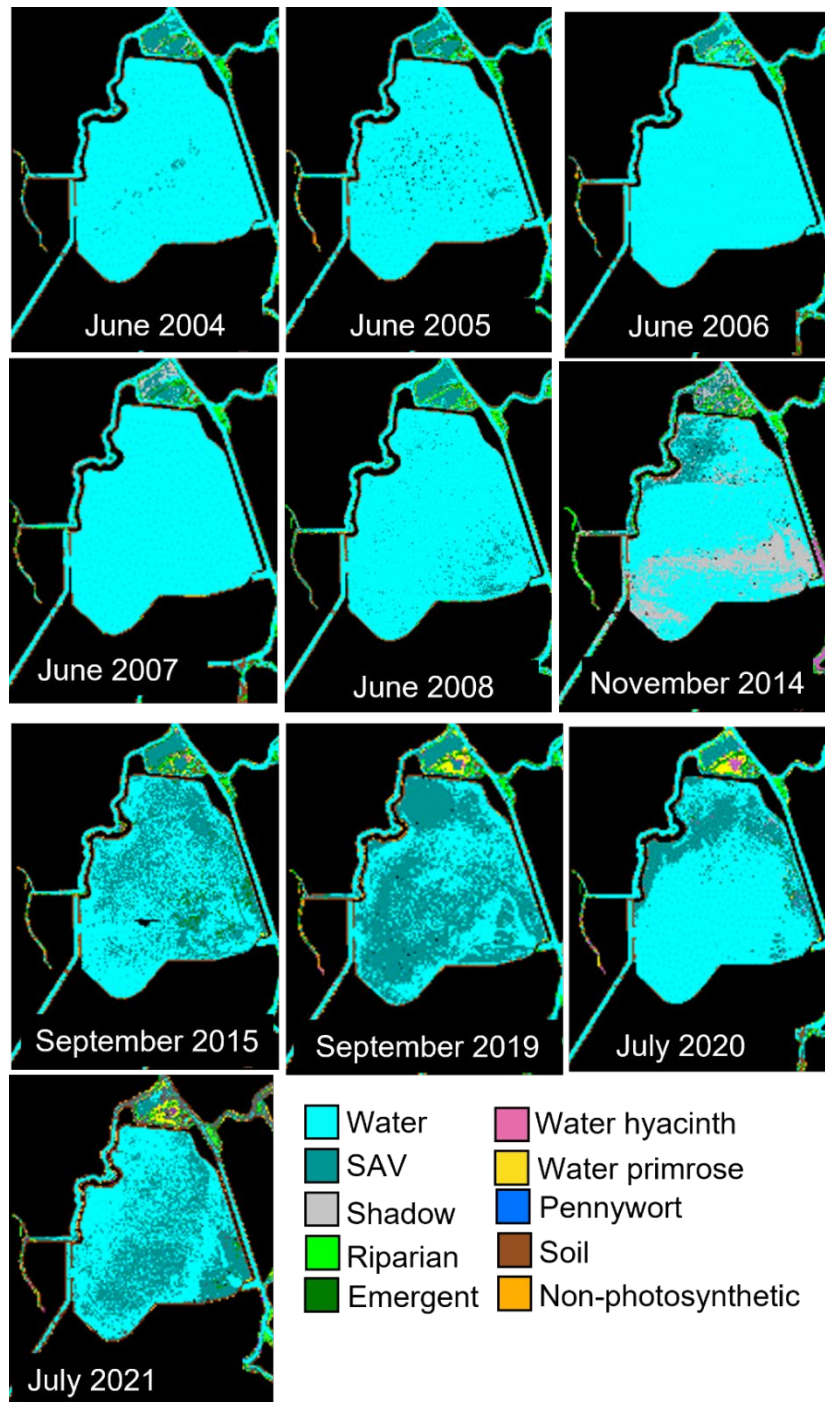 June 2004
June 2005
June 2006
June 2007
June 2008
November 2014
September 2015
September 2019
July 2020
July 2021
Water
SAV
Shadow
Riparian
Emergent
Water hyacinth
Water primrose
Pennywort
Soil
Non-photosynthetic